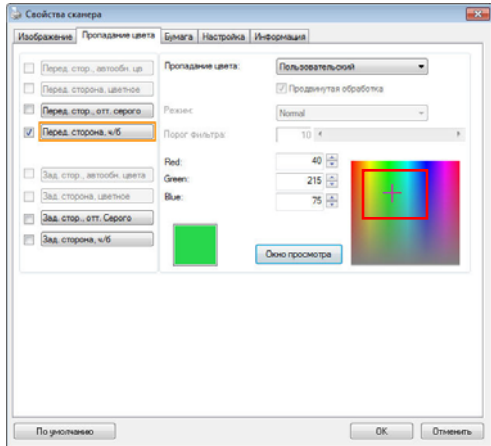 Свойства сканера
Изображение Пропадание цвета Бумага Настройка Информация
Перед. стор., автообн. цв
Перед. сторона, цветное
Перед. стор., отт. серого
Перед. сторона, ч/б
Зад. стор., автообн. цвета
Зад. сторона, цветное
Зад. стор., отт. Серого
Зад. сторона, ч/б
Пропадание цвета: Пользовательский
Продвинутая обработка
Режим: Normal
Порог фильтра: 10
Red: 40
Green: 215
Blue: 75
Окно просмотра
По умолчанию OK Отменить